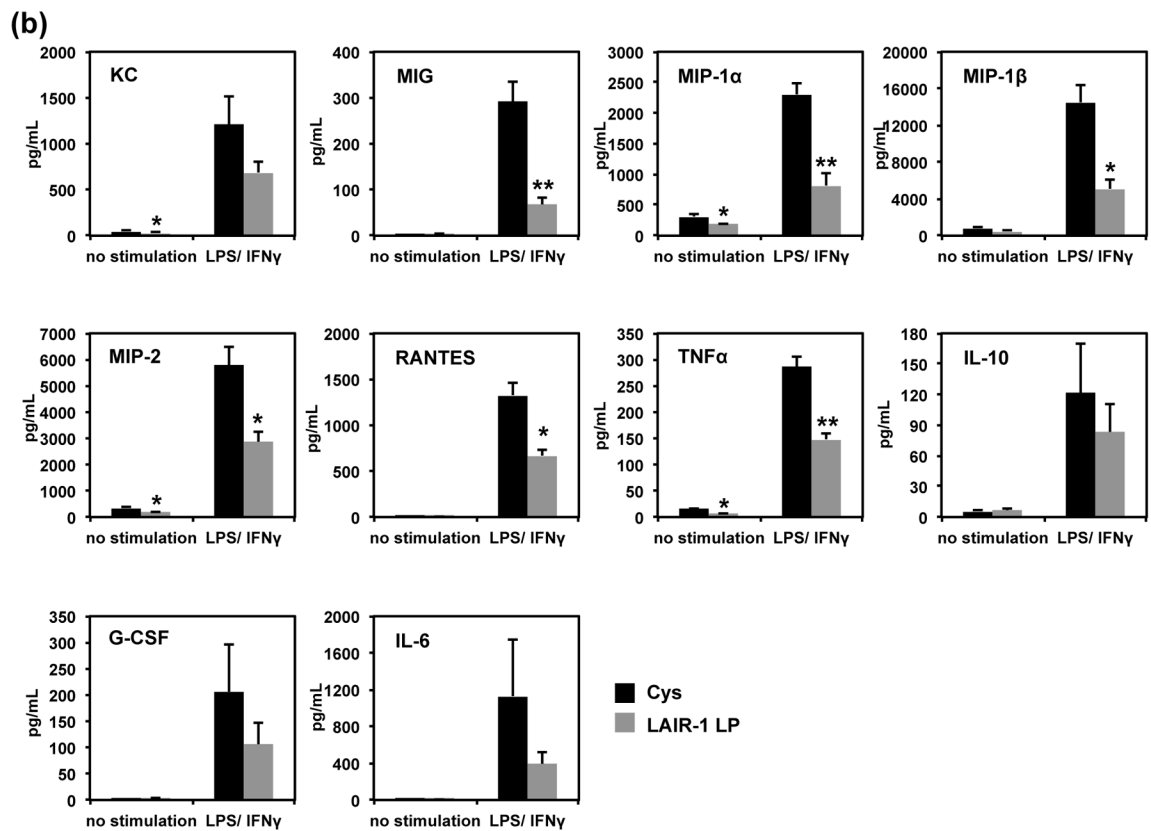 (b)
KC
pg/mL
2000
1500
1000
500
0
*
no stimulation LPS/ IFNγ
MIG
pg/mL
400
300
200
100
0
**
no stimulation LPS/ IFNγ
MIP-1α
pg/mL
3000
2500
2000
1500
1000
500
0
*
**
no stimulation LPS/ IFNγ
MIP-1β
pg/mL
20000
16000
12000
8000
4000
0
*
no stimulation LPS/ IFNγ
MIP-2
pg/mL
7000
6000
5000
4000
3000
2000
1000
0
*
*
no stimulation LPS/ IFNγ
RANTES
pg/mL
2000
1500
1000
500
0
*
no stimulation LPS/ IFNγ
TNFα
pg/mL
350
300
250
200
150
100
50
0
*
**
no stimulation LPS/ IFNγ
IL-10
pg/mL
180
150
120
90
60
30
0
no stimulation LPS/ IFNγ
G-CSF
pg/mL
350
300
250
200
150
100
50
0
no stimulation LPS/ IFNγ
IL-6
pg/mL
2000
1600
1200
800
400
0
no stimulation LPS/ IFNγ
Cys
LAIR-1 LP